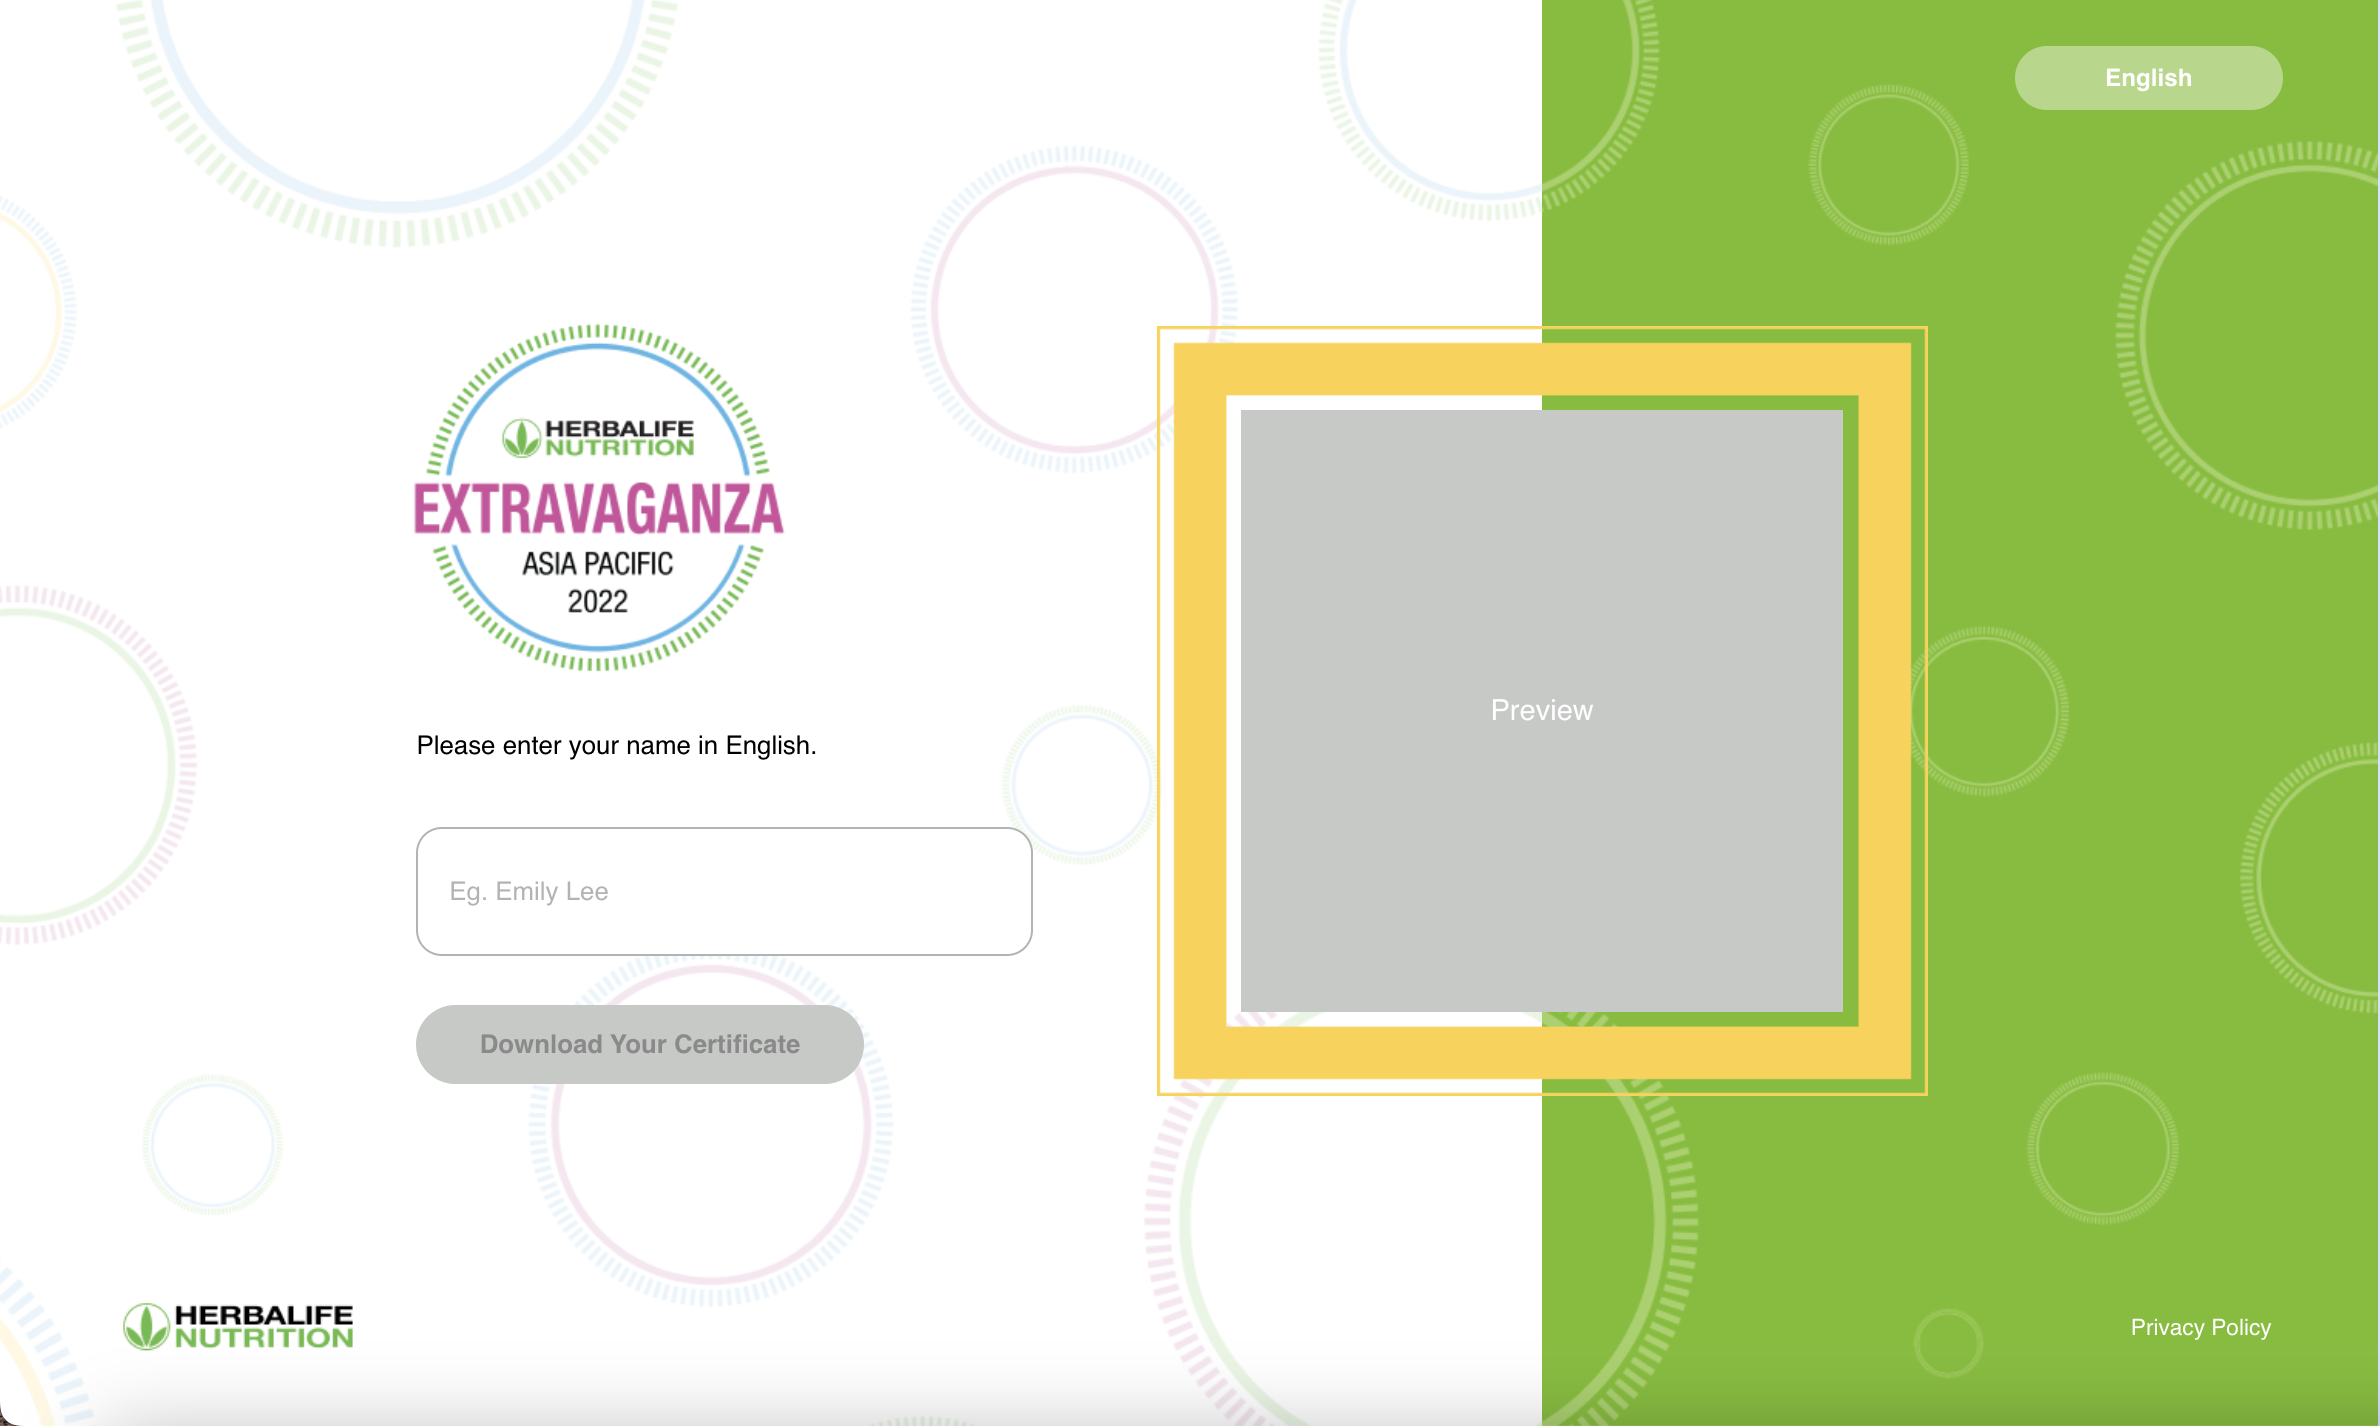 English
HERBALIFE
NUTRITION
EXTRAVAGANZA
ASIA PACIFIC
2022
Please enter your name in English.
Eg. Emily Lee
Download Your Certificate
Preview
HERBALIFE
NUTRITION
Privacy Policy